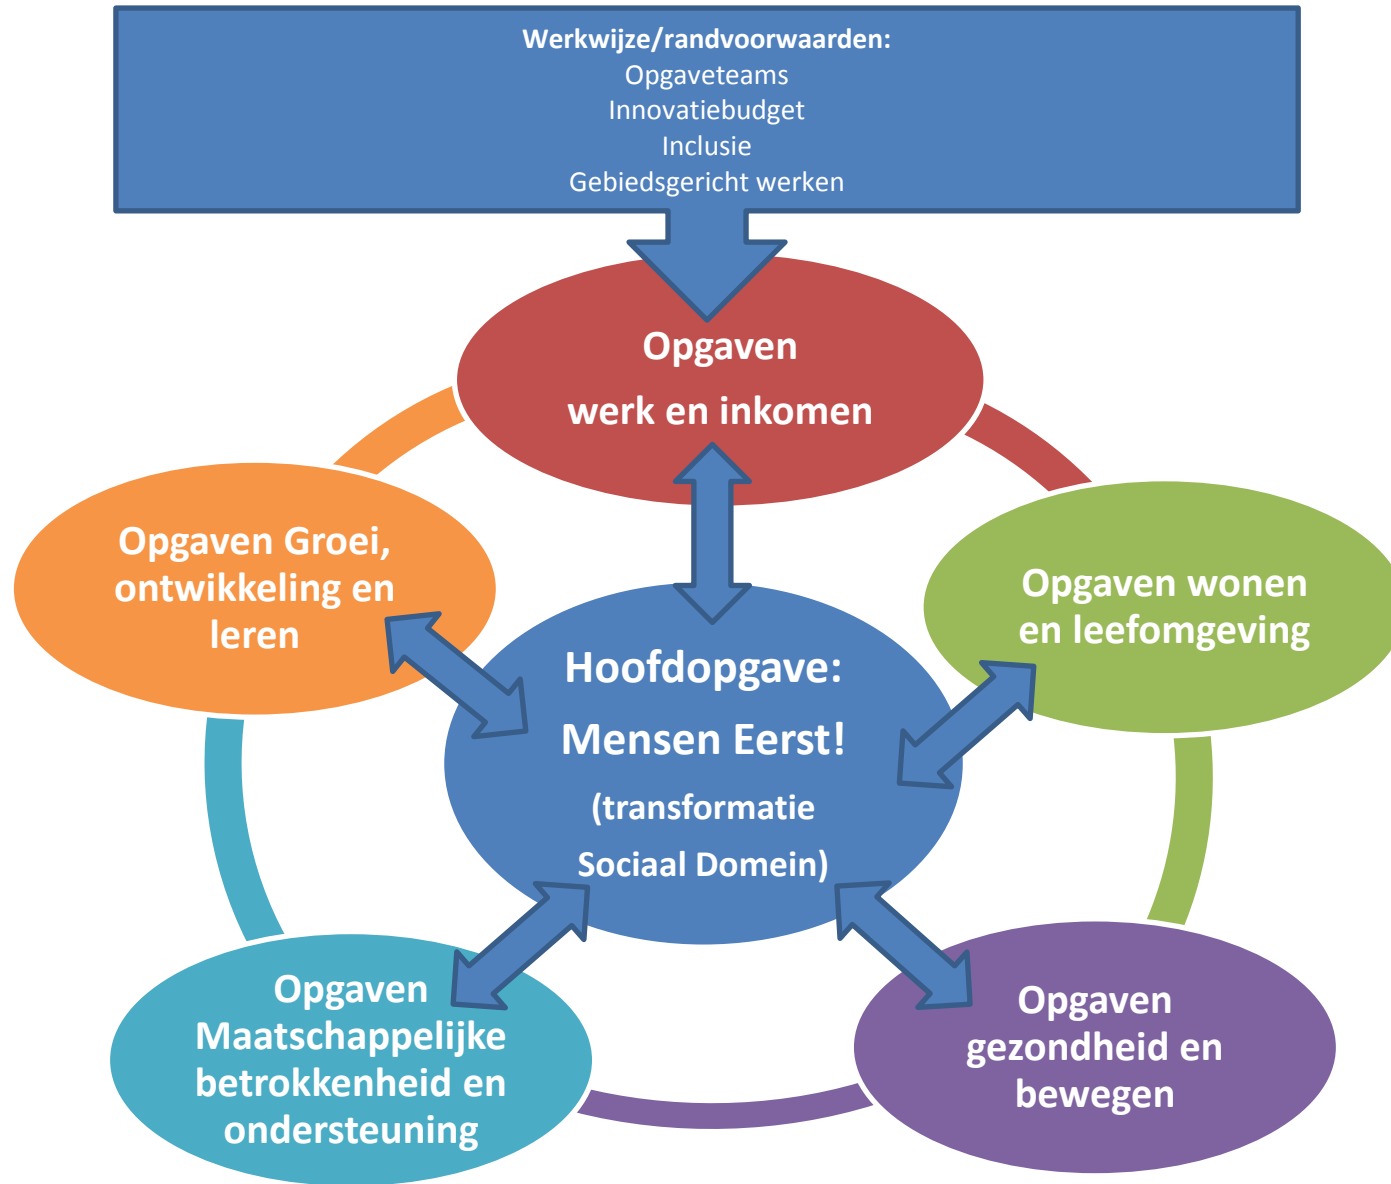 Werkwijze/randvoorwaarden:
Opgaveteams
Innovatiebudget
Inclusie
Gebiedsgericht werken
Opgaven
werk en inkomen
Opgaven Groei,
ontwikkeling en
leren
Opgaven wonen
en leefomgeving
Hoofdopgave:
Mensen Eerst!
(transformatie
Sociaal Domein)
Opgaven
Maatschappelijke
betrokkenheid en
ondersteuning
Opgaven
gezondheid en
bewegen